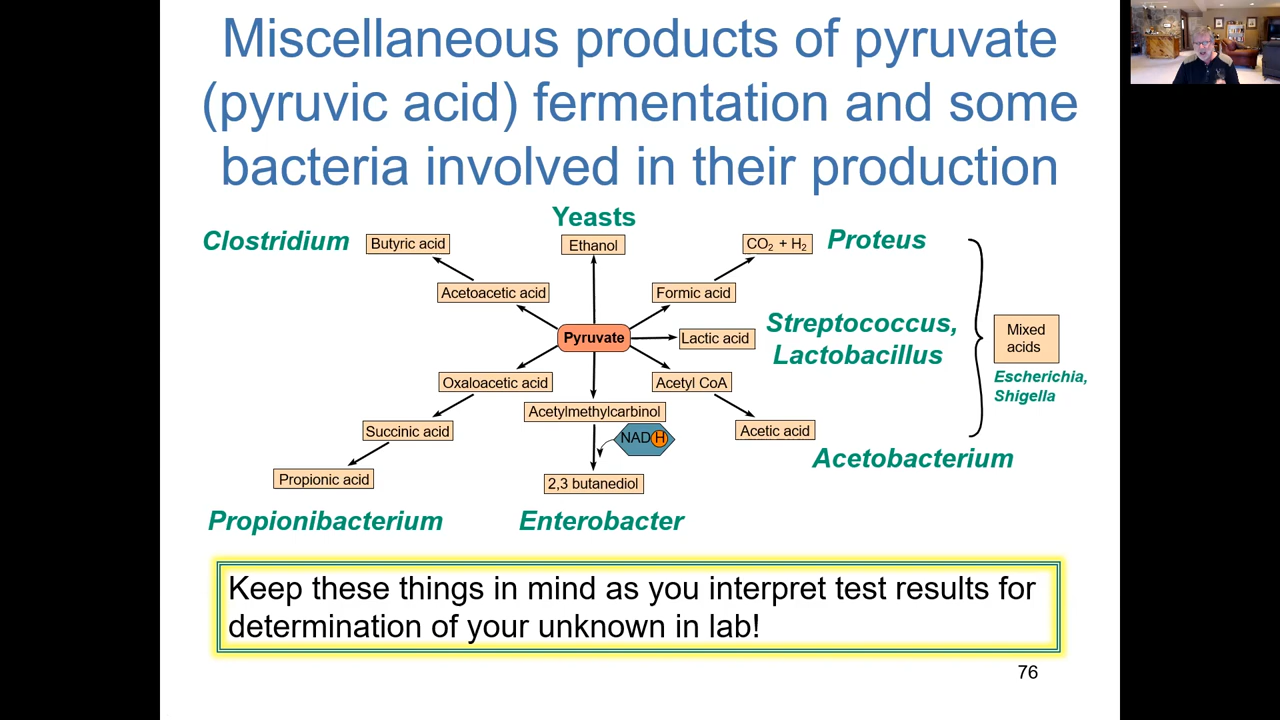 Miscellaneous products of pyruvate
(pyruvic acid) fermentation and some
bacteria involved in their production
Yeasts
Clostridium
Butyric acid
Ethanol
CO₂ + H₂
Proteus
Acetoacetic acid
Formic acid
Streptococcus,
Lactobacillus
Pyruvate
Lactic acid
Mixed
acids
Escherichia,
Shigella
Oxaloacetic acid
Acetyl CoA
Acetylmethylcarbinol
Succinic acid
NAD H
Acetic acid
Acetobacterium
Propionic acid
2,3 butanediol
Propionibacterium
Enterobacter
Keep these things in mind as you interpret test results for
determination of your unknown in lab!
76